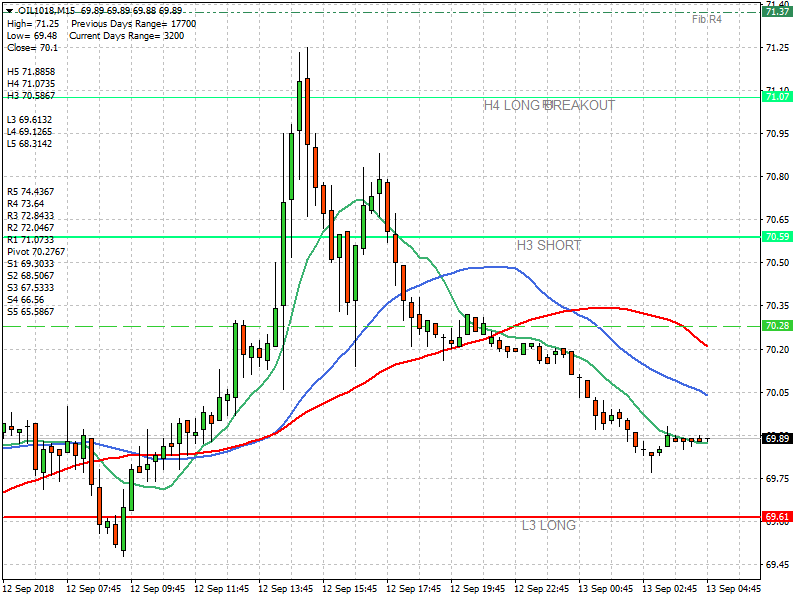 OIL1018,M15 69.89 69.89 69.88 69.89
High= 71.25 Previous Days Range= 17700
Low= 69.48 Current Days Range= 3200
Close= 70.1
H5 71.8858
H4 71.0735
H3 70.5867
L3 69.6132
L4 69.1265
L5 68.3142
R5 74.4367
R4 73.64
R3 72.8433
R2 72.0467
R1 71.0733
Pivot 70.2767
S1 69.3033
S2 68.5067
S3 67.5333
S4 66.56
S5 65.5867
Fib R4
H4 LONG BREAKOUT
H3 SHORT
L3 LONG
71.40
71.37
71.25
71.10
71.07
70.95
70.80
70.65
70.59
70.50
70.35
70.28
70.20
70.05
69.89
69.75
69.61
69.60
69.45
12 Sep 2018 12 Sep 07:45 12 Sep 09:45 12 Sep 11:45 12 Sep 13:45 12 Sep 15:45 12 Sep 17:45 12 Sep 19:45 12 Sep 22:45 13 Sep 00:45 13 Sep 02:45 13 Sep 04:45